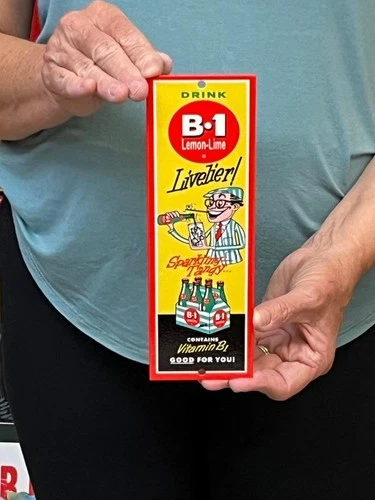 DRINK
B·1
Lemon-Lime
Livelier!
Sparkling...
Tangy...
B-1
B-1
CONTAINS
Vitamin B1
GOOD FOR YOU!
R